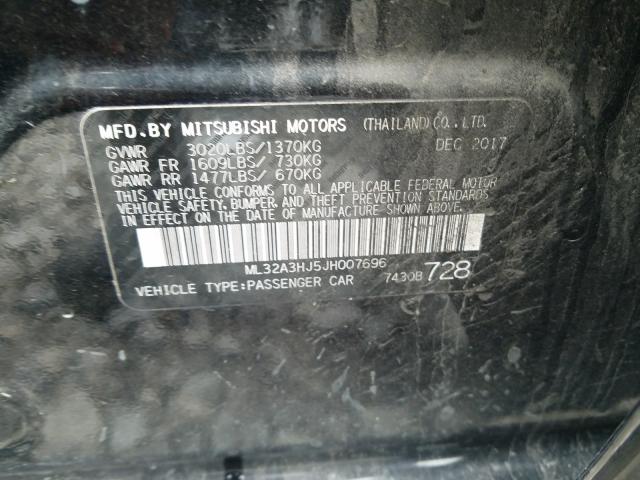 MFD.BY MITSUBISHI MOTORS (THAILAND)CO.,LTD.
GVWR 3020LBS/1370KG DEC 2017
GAWR FR 1609LBS/ 730KG
GAWR RR 1477LBS/ 670KG
THIS VEHICLE CONFORMS TO ALL APPLICABLE FEDERAL MOTOR
VEHICLE SAFETY, BUMPER, AND THEFT PREVENTION STANDARDS
IN EFFECT ON THE DATE OF MANUFACTURE SHOWN ABOVE.
ML32A3HJ5JH007696
VEHICLE TYPE:PASSENGER CAR 7430B 728